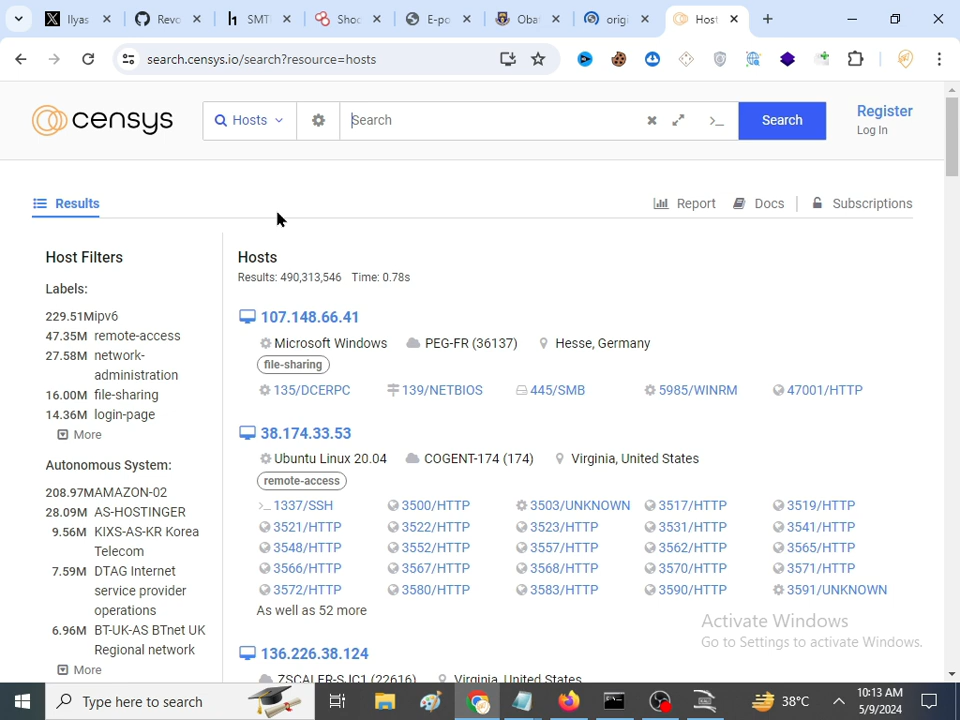 Ilyas
Revo
SMT
Shoo
E-po
Obat
origi
Host
search.censys.io/search?resource=hosts
censys
Hosts
Search
Search
Register
Log In
Results
Report
Docs
Subscriptions
Host Filters
Labels:
229.51M ipv6
47.35M remote-access
27.58M network-
administration
16.00M file-sharing
14.36M login-page
More
Autonomous System:
208.97M AMAZON-02
28.09M AS-HOSTINGER
9.56M KIXS-AS-KR Korea
Telecom
7.59M DTAG Internet
service provider
operations
6.96M BT-UK-AS BTnet UK
Regional network
More
Hosts
Results: 490,313,546 Time: 0.78s
107.148.66.41
Microsoft Windows PEG-FR (36137) Hesse, Germany
file-sharing
135/DCERPC 139/NETBIOS 445/SMB 5985/WINRM 47001/HTTP
38.174.33.53
Ubuntu Linux 20.04 COGENT-174 (174) Virginia, United States
remote-access
1337/SSH 3500/HTTP 3503/UNKNOWN 3517/HTTP 3519/HTTP
3521/HTTP 3522/HTTP 3523/HTTP 3531/HTTP 3541/HTTP
3548/HTTP 3552/HTTP 3557/HTTP 3562/HTTP 3565/HTTP
3566/HTTP 3567/HTTP 3568/HTTP 3570/HTTP 3571/HTTP
3572/HTTP 3580/HTTP 3583/HTTP 3590/HTTP 3591/UNKNOWN
As well as 52 more
136.226.38.124
ZSCALER-SJC1 (22616) Virginia, United States
Activate Windows
Go to Settings to activate Windows.
Type here to search
38°C
10:13 AM
5/9/2024